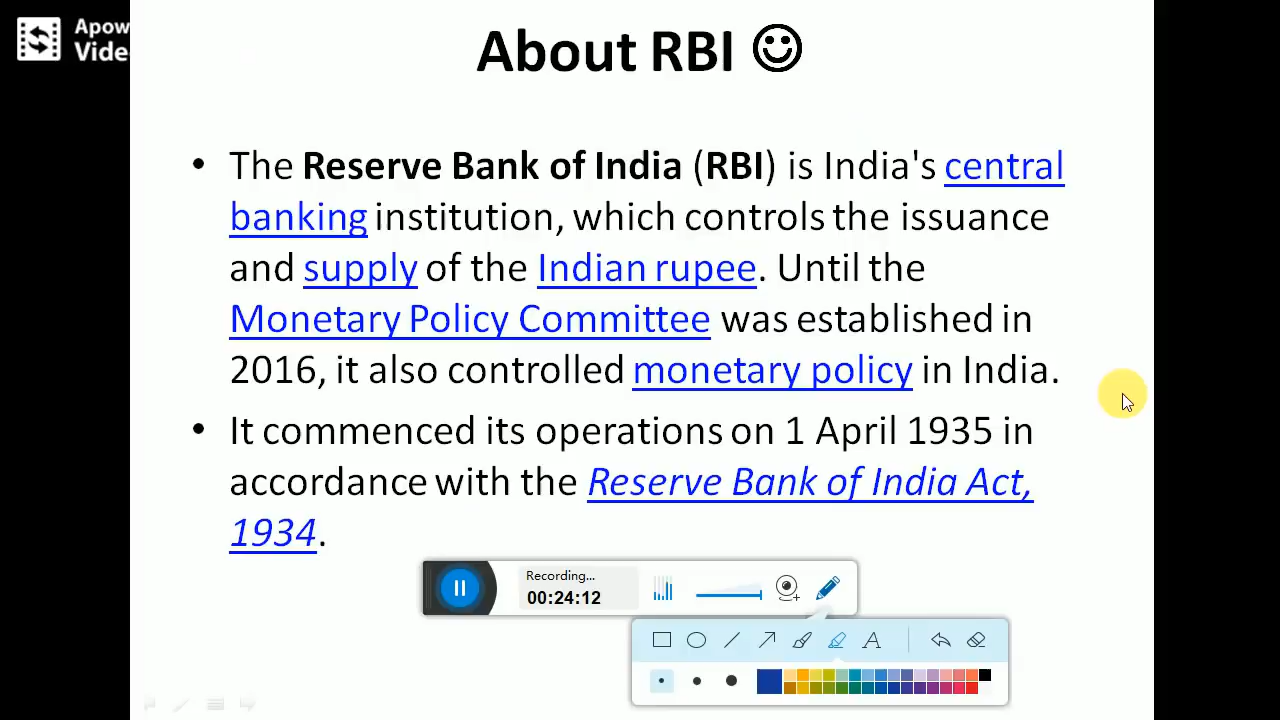 Apow
Vide
About RBI ☺
• The Reserve Bank of India (RBI) is India's central
banking institution, which controls the issuance
and supply of the Indian rupee. Until the
Monetary Policy Committee was established in
2016, it also controlled monetary policy in India.
• It commenced its operations on 1 April 1935 in
accordance with the Reserve Bank of India Act,
1934.
Recording...
00:24:12
A